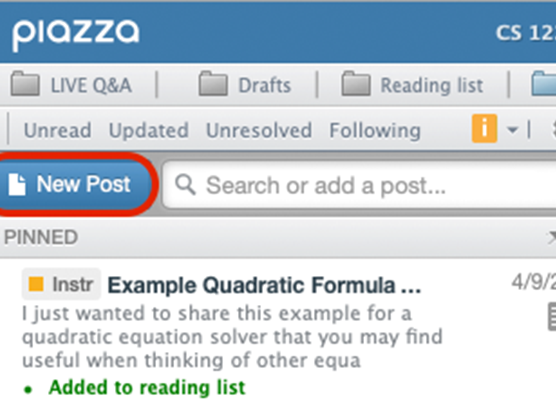 piazza CS 12
LIVE Q&A Drafts Reading list
Unread Updated Unresolved Following
New Post Search or add a post...
PINNED
Instr Example Quadratic Formula ... 4/9/
I just wanted to share this example for a
quadratic equation solver that you may find
useful when thinking of other equa
• Added to reading list